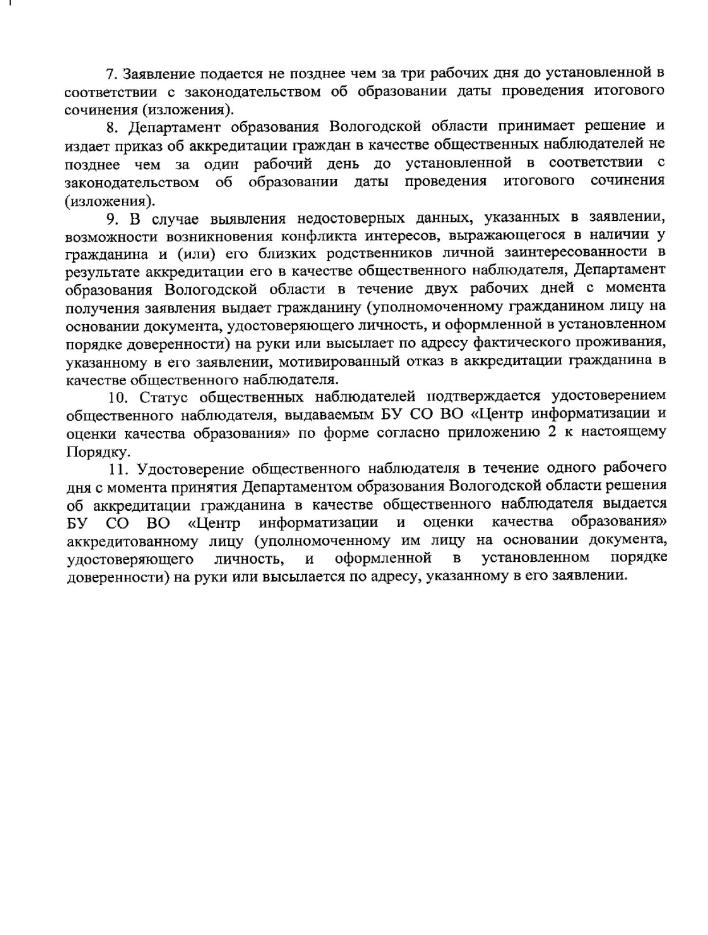 7. Заявление подается не позднее чем за три рабочих дня до установленной в
соответствии с законодательством об образовании даты проведения итогового
сочинения (изложения).
8. Департамент образования Вологодской области принимает решение и
издает приказ об аккредитации граждан в качестве общественных наблюдателей не
позднее чем за один рабочий день до установленной в соответствии с
законодательством об образовании даты проведения итогового сочинения
(изложения).
9. В случае выявления недостоверных данных, указанных в заявлении,
возможности возникновения конфликта интересов, выражающегося в наличии у
гражданина и (или) его близких родственников личной заинтересованности в
результате аккредитации его в качестве общественного наблюдателя, Департамент
образования Вологодской области в течение двух рабочих дней с момента
получения заявления выдает гражданину (уполномоченному гражданином лицу на
основании документа, удостоверяющего личность, и оформленной в установленном
порядке доверенности) на руки или высылает по адресу фактического проживания,
указанному в его заявлении, мотивированный отказ в аккредитации гражданина в
качестве общественного наблюдателя.
10. Статус общественных наблюдателей подтверждается удостоверением
общественного наблюдателя, выдаваемым БУ СО ВО «Центр информатизации и
оценки качества образования» по форме согласно приложению 2 к настоящему
Порядку.
11. Удостоверение общественного наблюдателя в течение одного рабочего
дня с момента принятия Департаментом образования Вологодской области решения
об аккредитации гражданина в качестве общественного наблюдателя выдается
БУ СО ВО «Центр информатизации и оценки качества образования»
аккредитованному лицу (уполномоченному им лицу на основании документа,
удостоверяющего личность, и оформленной в установленном порядке
доверенности) на руки или высылается по адресу, указанному в его заявлении.